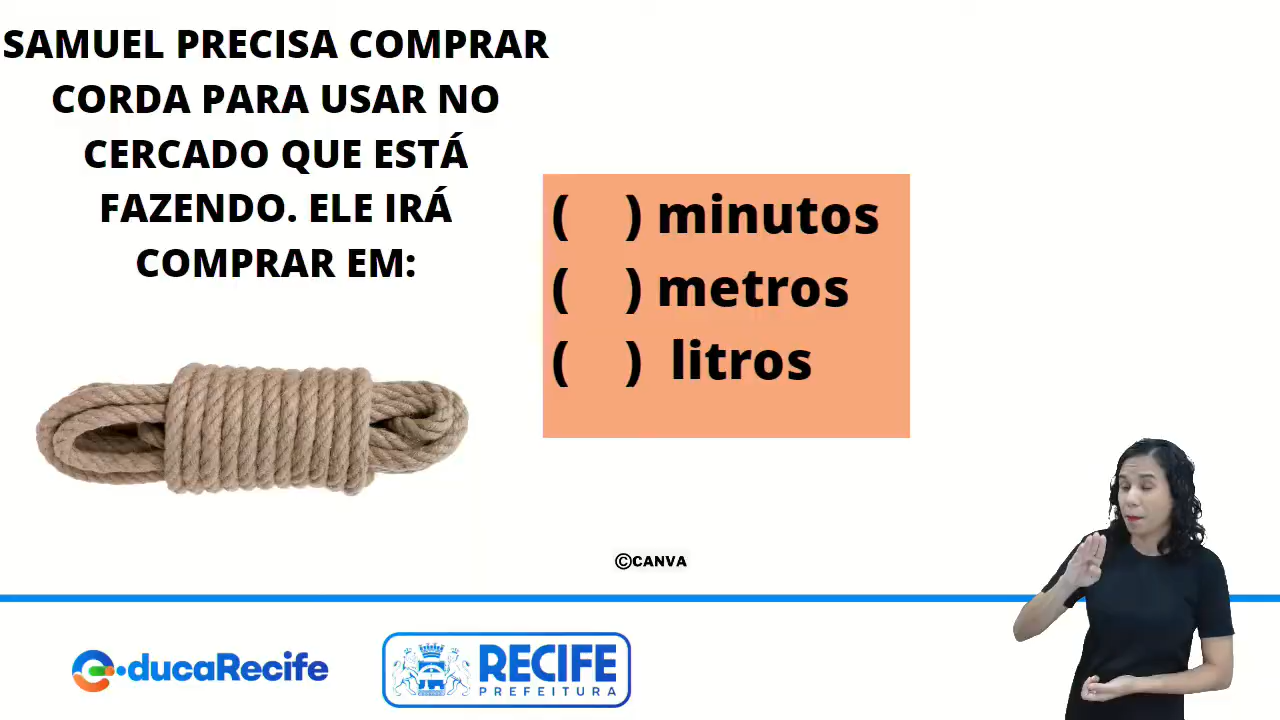 SAMUEL PRECISA COMPRAR
CORDA PARA USAR NO
CERCADO QUE ESTÁ
FAZENDO. ELE IRÁ
COMPRAR EM:
(   ) minutos
(   ) metros
(   ) litros
©CANVA
educaRecife
RECIFE
PREFEITURA